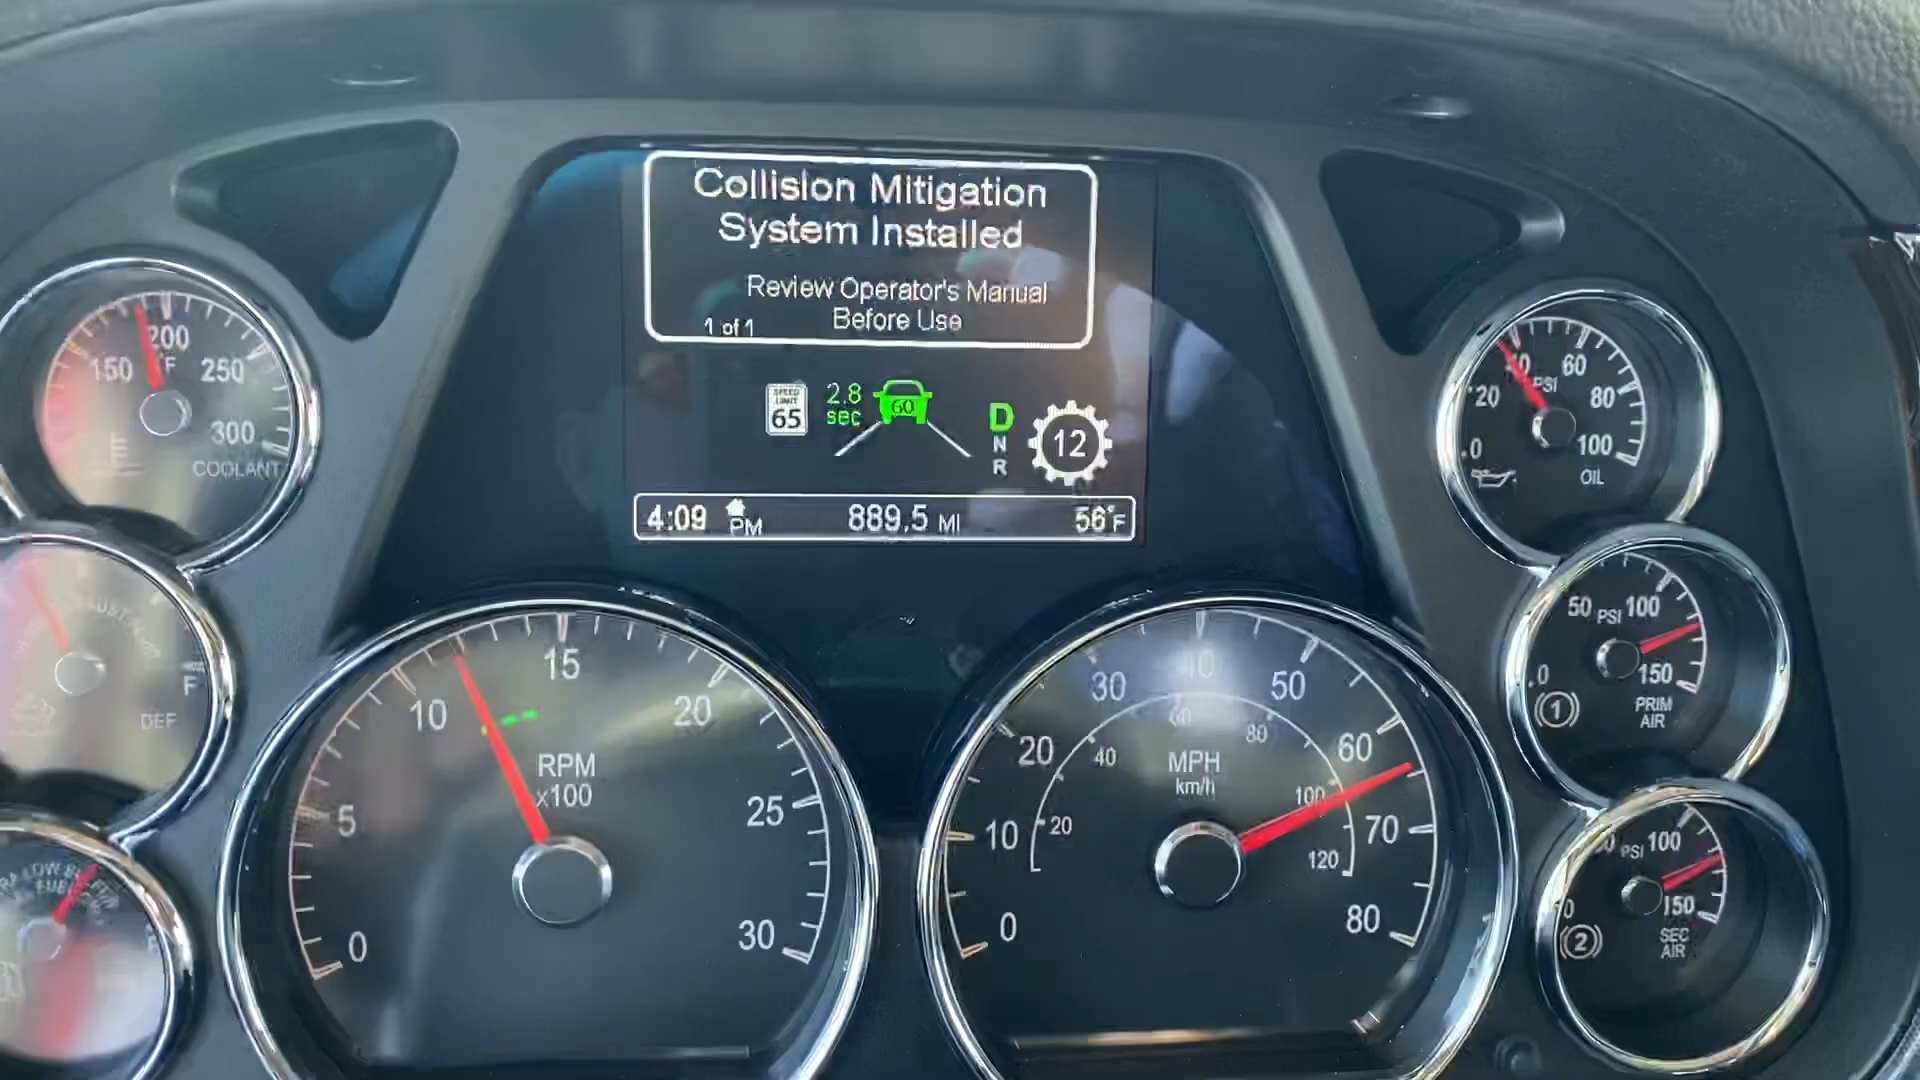 Collision Mitigation
System Installed
Review Operator's Manual
1 of 1 Before Use
SPEED
LIMIT
65
2.8
sec
60
D
N
R
12
4:09 PM 889.5 MI 56°F
150 200 250 300
°F
COOLANT
0 20 40 60 80 100
PSI
OIL
F
DEF
0 50 PSI 100 150
1
PRIM
AIR
0 5 10 15 20 25 30
RPM
x100
0 10 20 30 40 50 60 70 80
20 40 60 80 100 120
MPH
km/h
FUEL
0 PSI 100 150
2
SEC
AIR